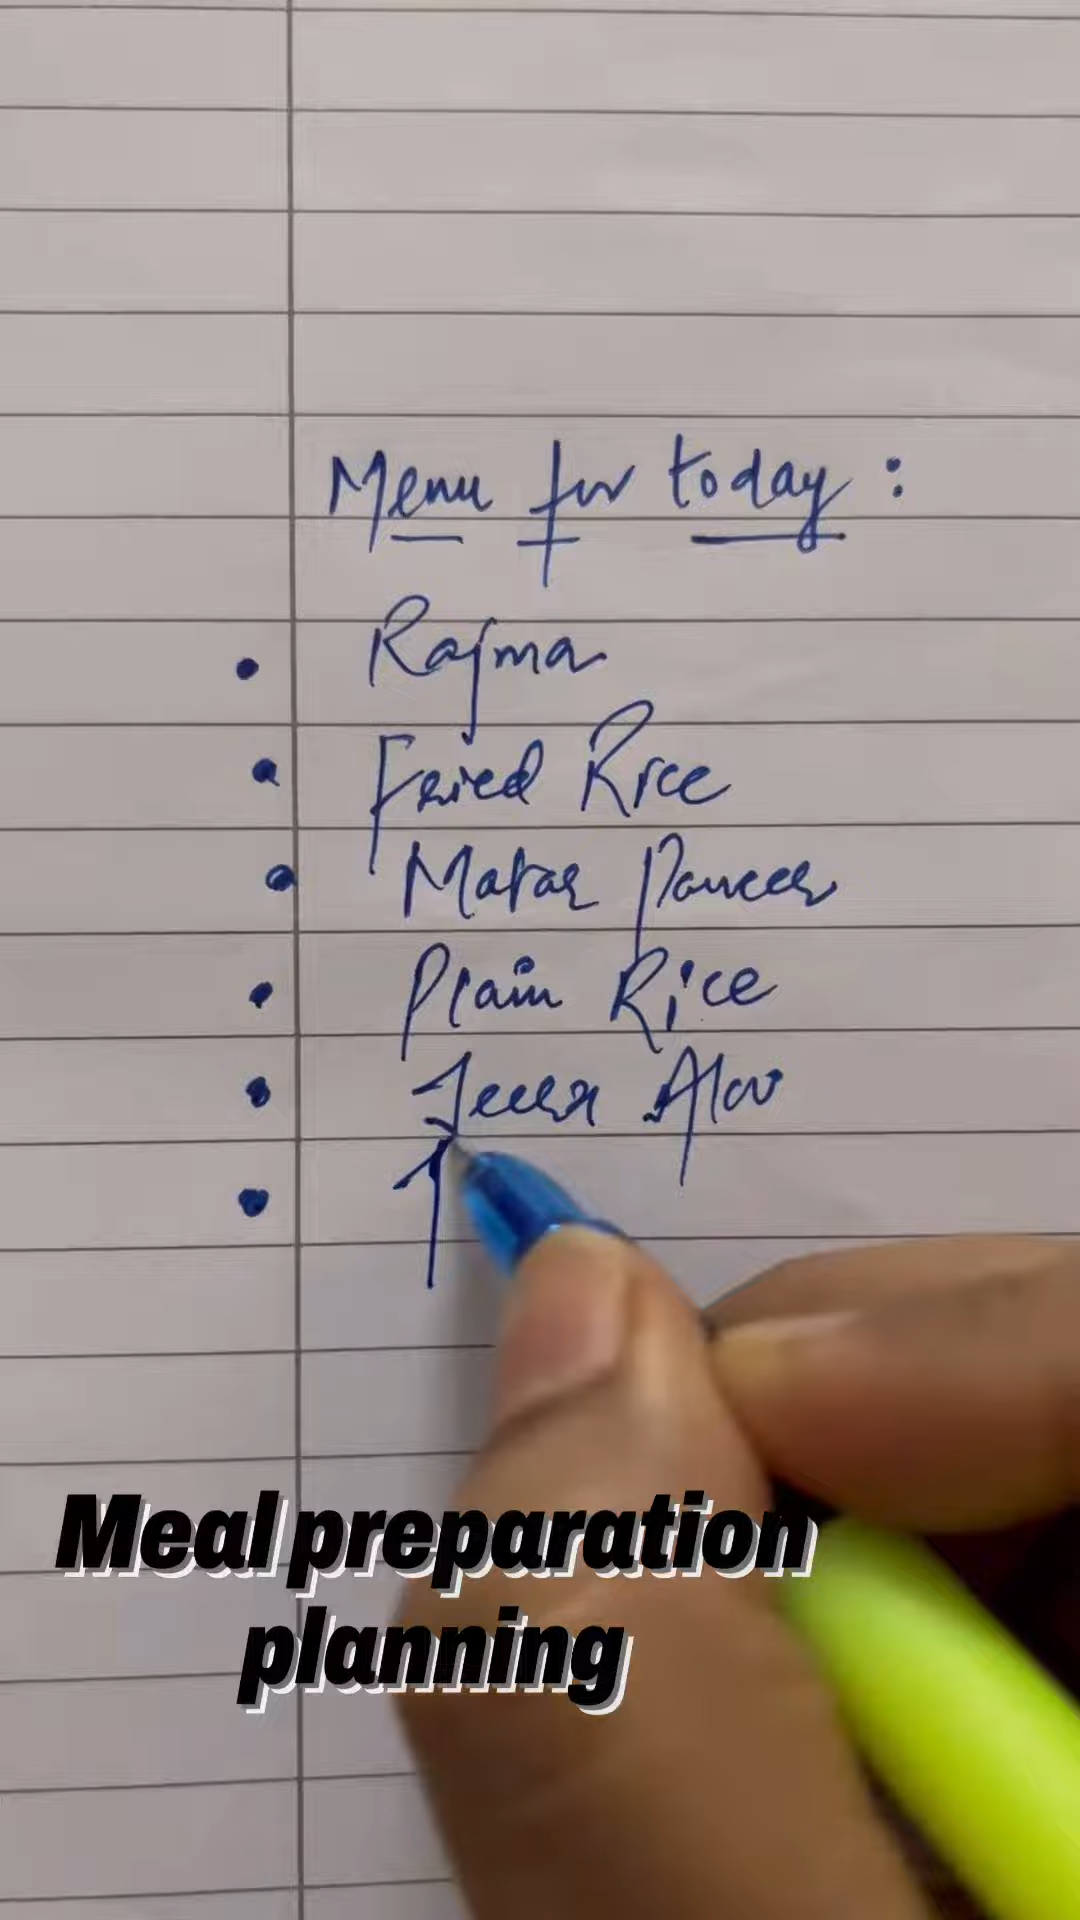 Menu for today :
• Rajma
• Fried Rice
• Matar Paneer
• Plain Rice
• Jeera Aloo
•
Meal preparation
planning